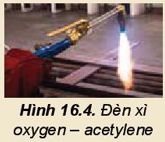 Hình 16.4. Đèn xì
oxygen – acetylene